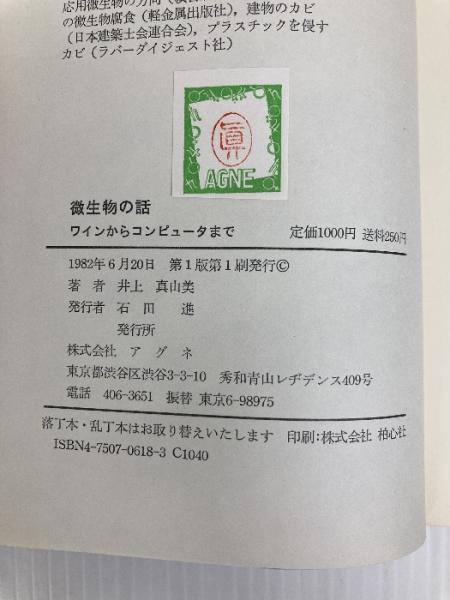 応用微生物の方向
の微生物腐食（軽金属出版社），建物のカビ
（日本建築士会連合会），プラスチックを侵す
カビ（ラバーダイジェスト社）
AGNE
微生物の話
ワインからコンピュータまで 定価1000円 送料250円
1982年6月20日 第1版第1刷発行©
著 者 井上 真由美
発行者 石田 進
発行所
株式会社 アグネ
東京都渋谷区渋谷3-3-10 秀和青山レヂデンス409号
電話 406-3651 振替 東京6-98975
落丁本・乱丁本はお取り替えいたします 印刷：株式会社 柏心社
ISBN4-7507-0618-3 C1040